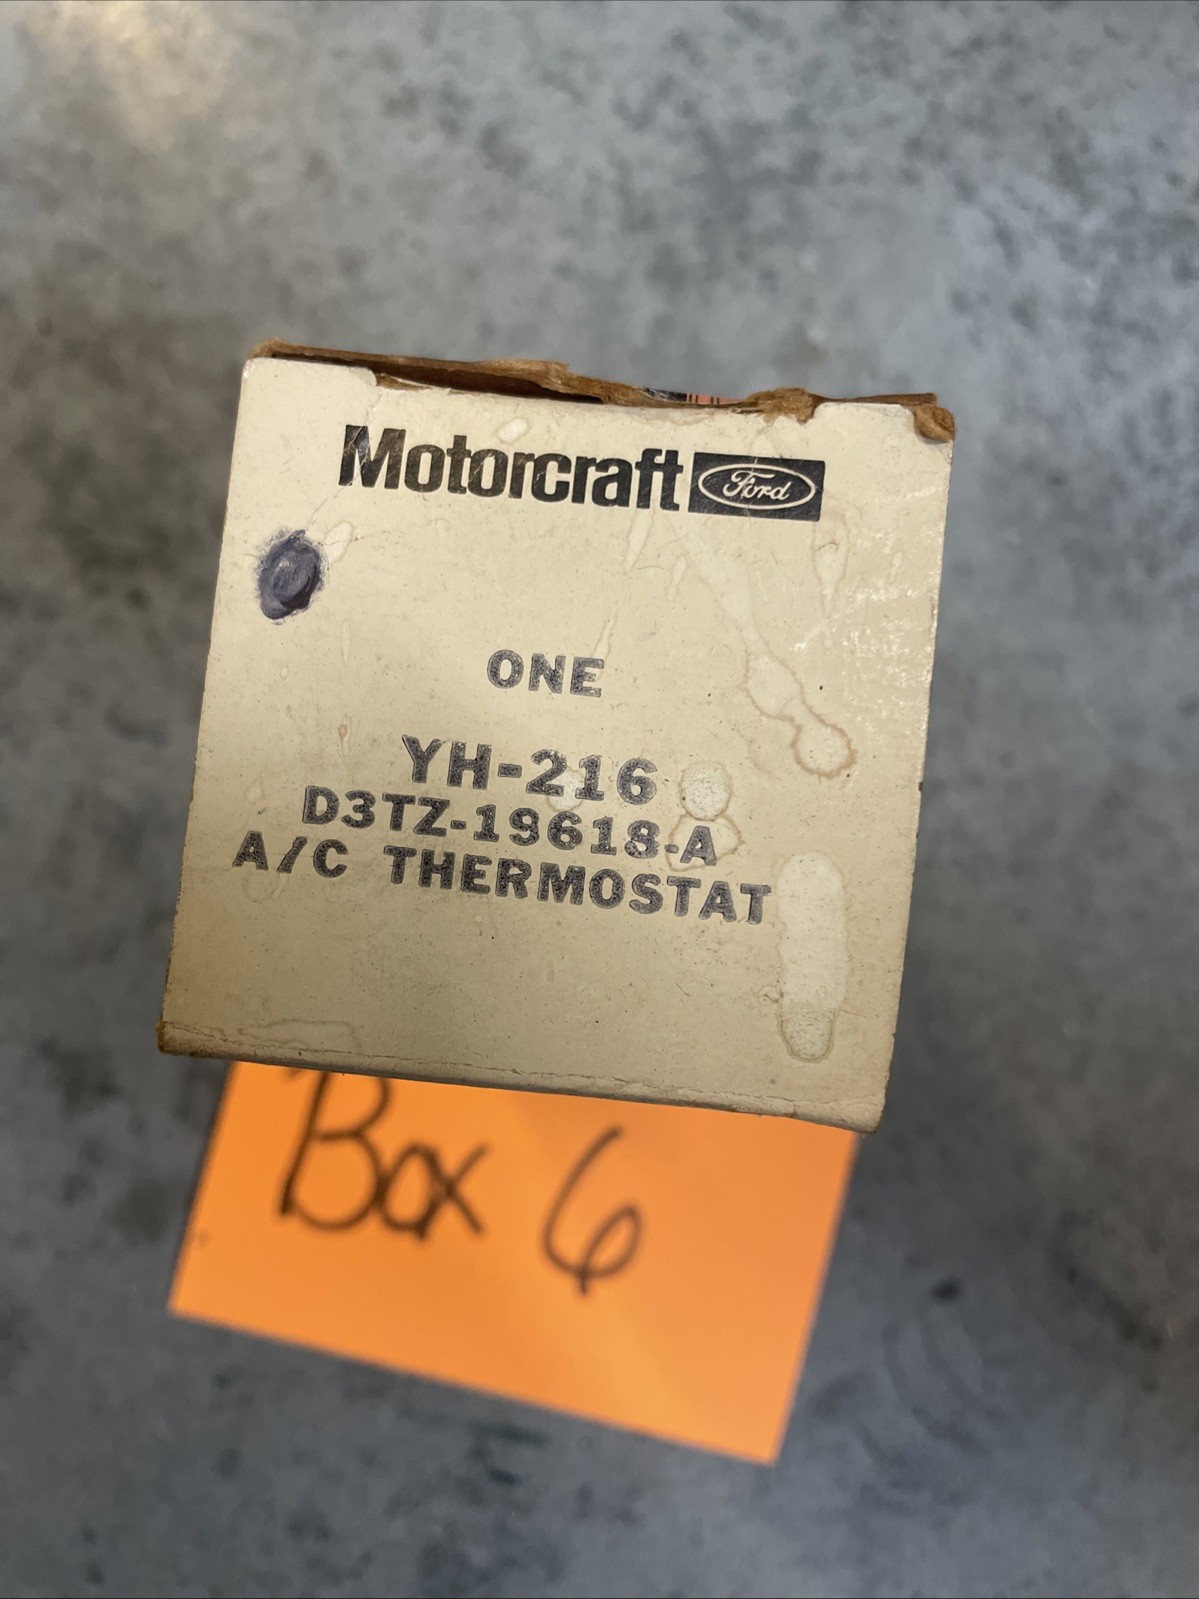 Motorcraft Ford
ONE
YH-216
D3TZ-19618-A
A/C THERMOSTAT
Box 6